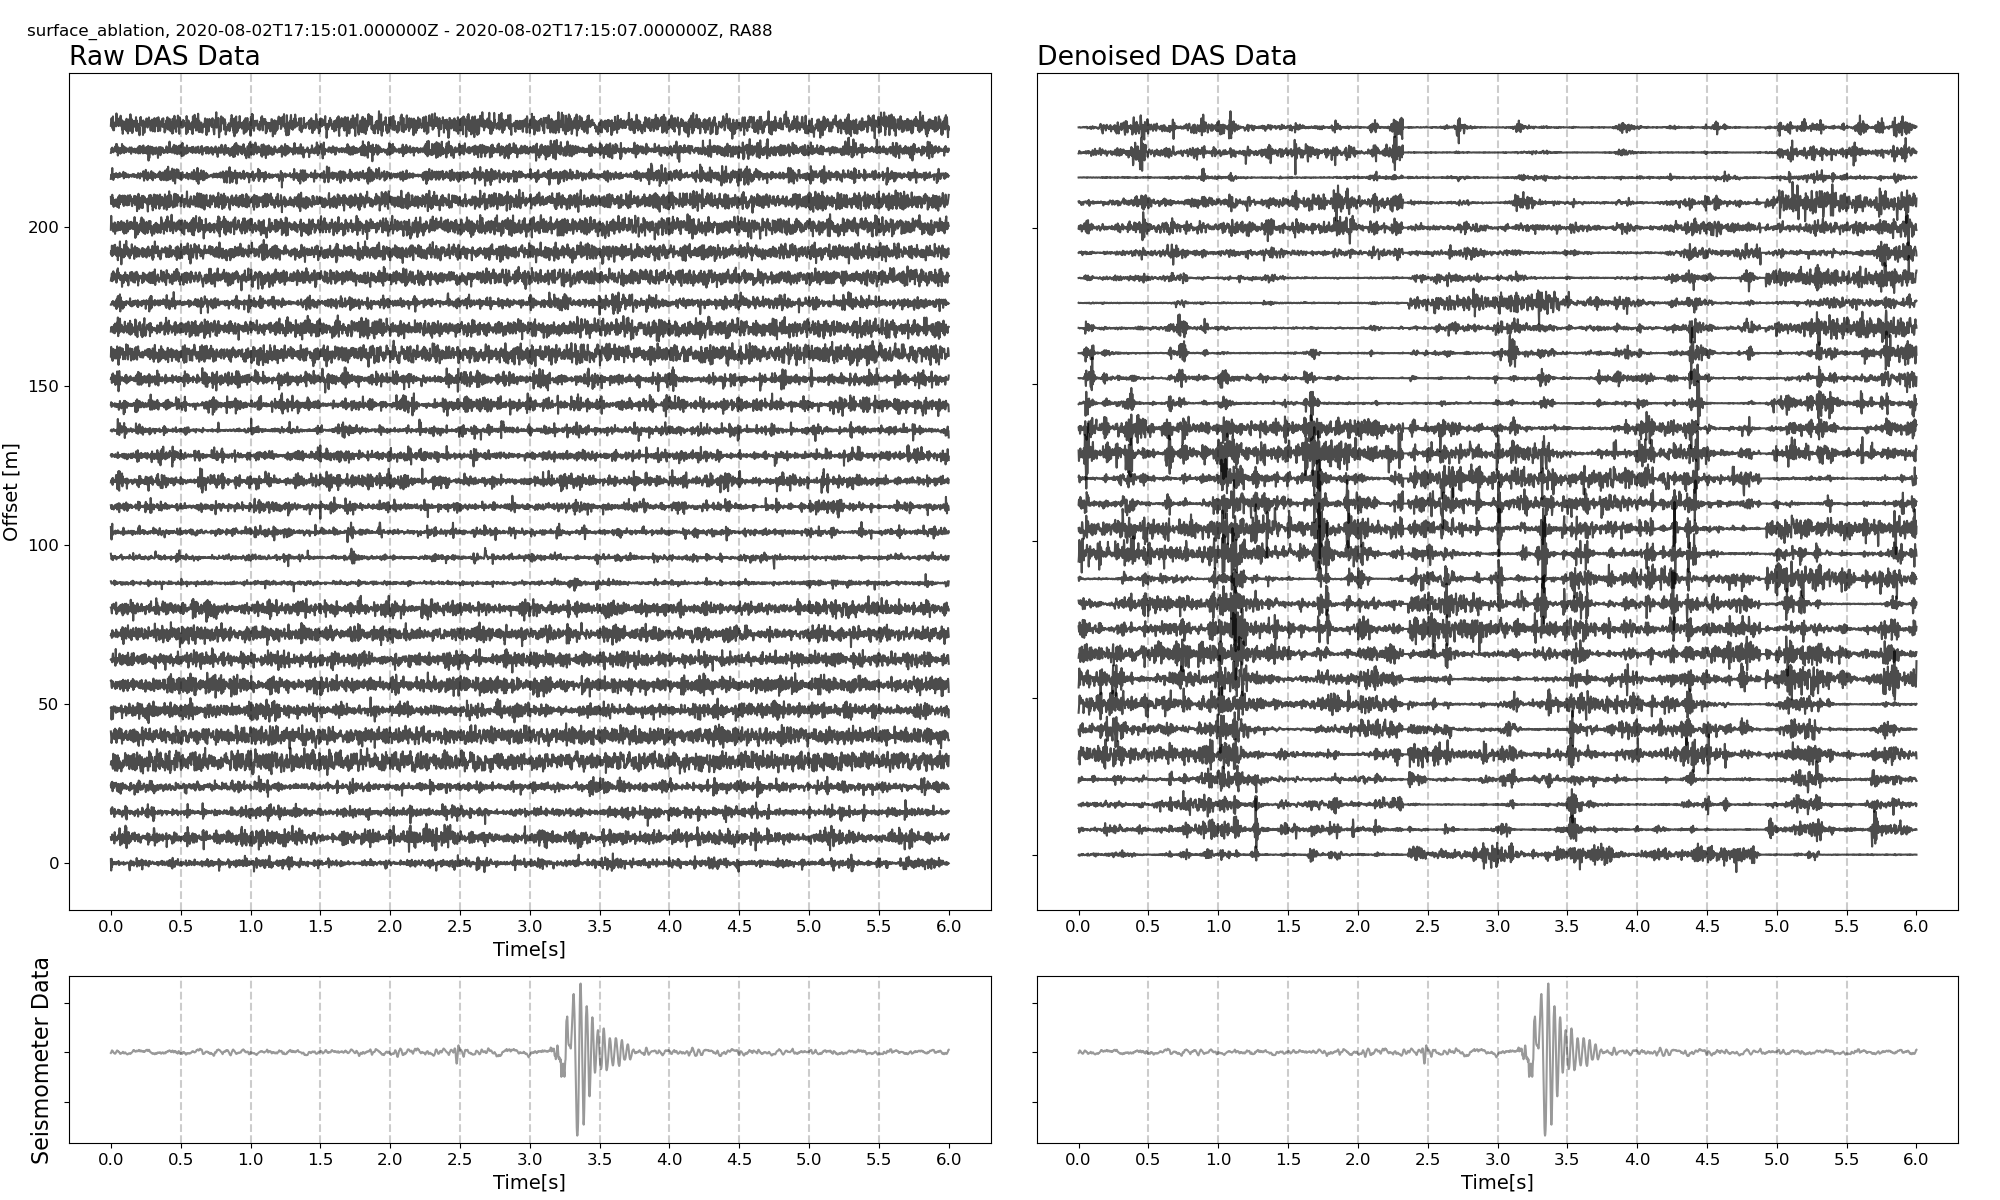 surface_ablation, 2020-08-02T17:15:01.000000Z - 2020-08-02T17:15:07.000000Z, RA88
Raw DAS Data
Denoised DAS Data
Offset [m]
200
150
100
50
0
0.0 0.5 1.0 1.5 2.0 2.5 3.0 3.5 4.0 4.5 5.0 5.5 6.0
Time[s]
0.0 0.5 1.0 1.5 2.0 2.5 3.0 3.5 4.0 4.5 5.0 5.5 6.0
Seismometer Data
0.0 0.5 1.0 1.5 2.0 2.5 3.0 3.5 4.0 4.5 5.0 5.5 6.0
Time[s]
0.0 0.5 1.0 1.5 2.0 2.5 3.0 3.5 4.0 4.5 5.0 5.5 6.0
Time[s]